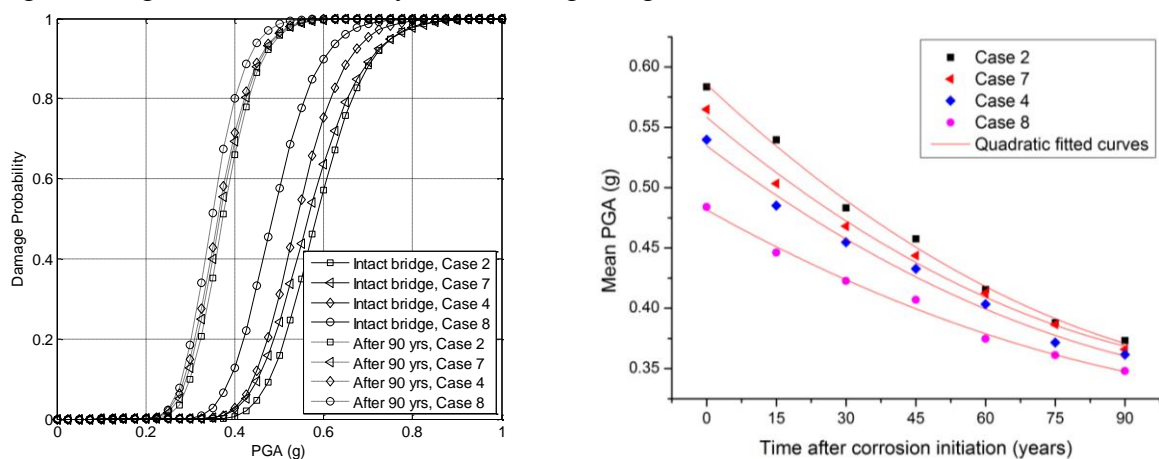 1
0.8
0.6
0.4
0.2
0
Damage Probability
0 0.2 0.4 0.6 0.8 1
PGA (g)
Intact bridge, Case 2
Intact bridge, Case 7
Intact bridge, Case 4
Intact bridge, Case 8
After 90 yrs, Case 2
After 90 yrs, Case 7
After 90 yrs, Case 4
After 90 yrs, Case 8
0.60
0.55
0.50
0.45
0.40
0.35
Mean PGA (g)
0 15 30 45 60 75 90
Time after corrosion initiation (years)
Case 2
Case 7
Case 4
Case 8
Quadratic fitted curves